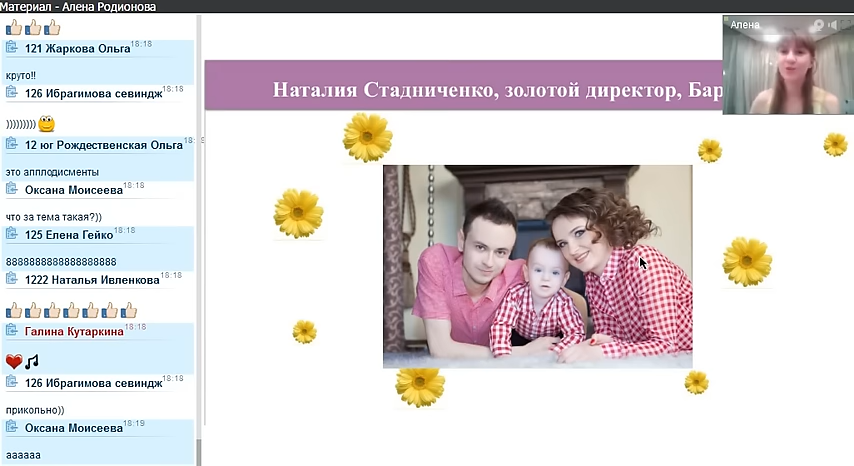 Материал - Алена Родионова
121 Жаркова Ольга 18:18
круто!!
126 Ибрагимова севиндж 18:18
)))))))))
12 юг Рождественская Ольга 18:
это апплодисменты
Оксана Моисеева 18:18
что за тема такая?))
125 Елена Гейко 18:18
8888888888888888888
1222 Наталья Ивленкова 18:18
Галина Кутаркина 18:18
126 Ибрагимова севиндж 18:18
прикольно))
Оксана Моисеева 18:19
аааааа
Наталия Стадниченко, золотой директор, Бар
Алена